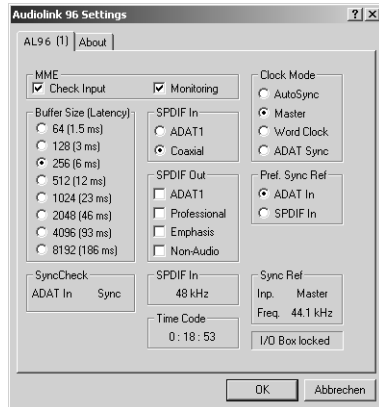 Audiolink 96 Settings
AL96 (1) About
MME
Check Input Monitoring
Buffer Size (Latency)
64 (1.5 ms)
128 (3 ms)
256 (6 ms)
512 (12 ms)
1024 (23 ms)
2048 (46 ms)
4096 (93 ms)
8192 (186 ms)
SPDIF In
ADAT1
Coaxial
SPDIF Out
ADAT1
Professional
Emphasis
Non-Audio
Clock Mode
AutoSync
Master
Word Clock
ADAT Sync
Pref. Sync Ref
ADAT In
SPDIF In
SyncCheck
ADAT In Sync
SPDIF In
48 kHz
Time Code
0 : 18 : 53
Sync Ref
Inp. Master
Freq. 44.1 kHz
I/O Box locked
OK Abbrechen